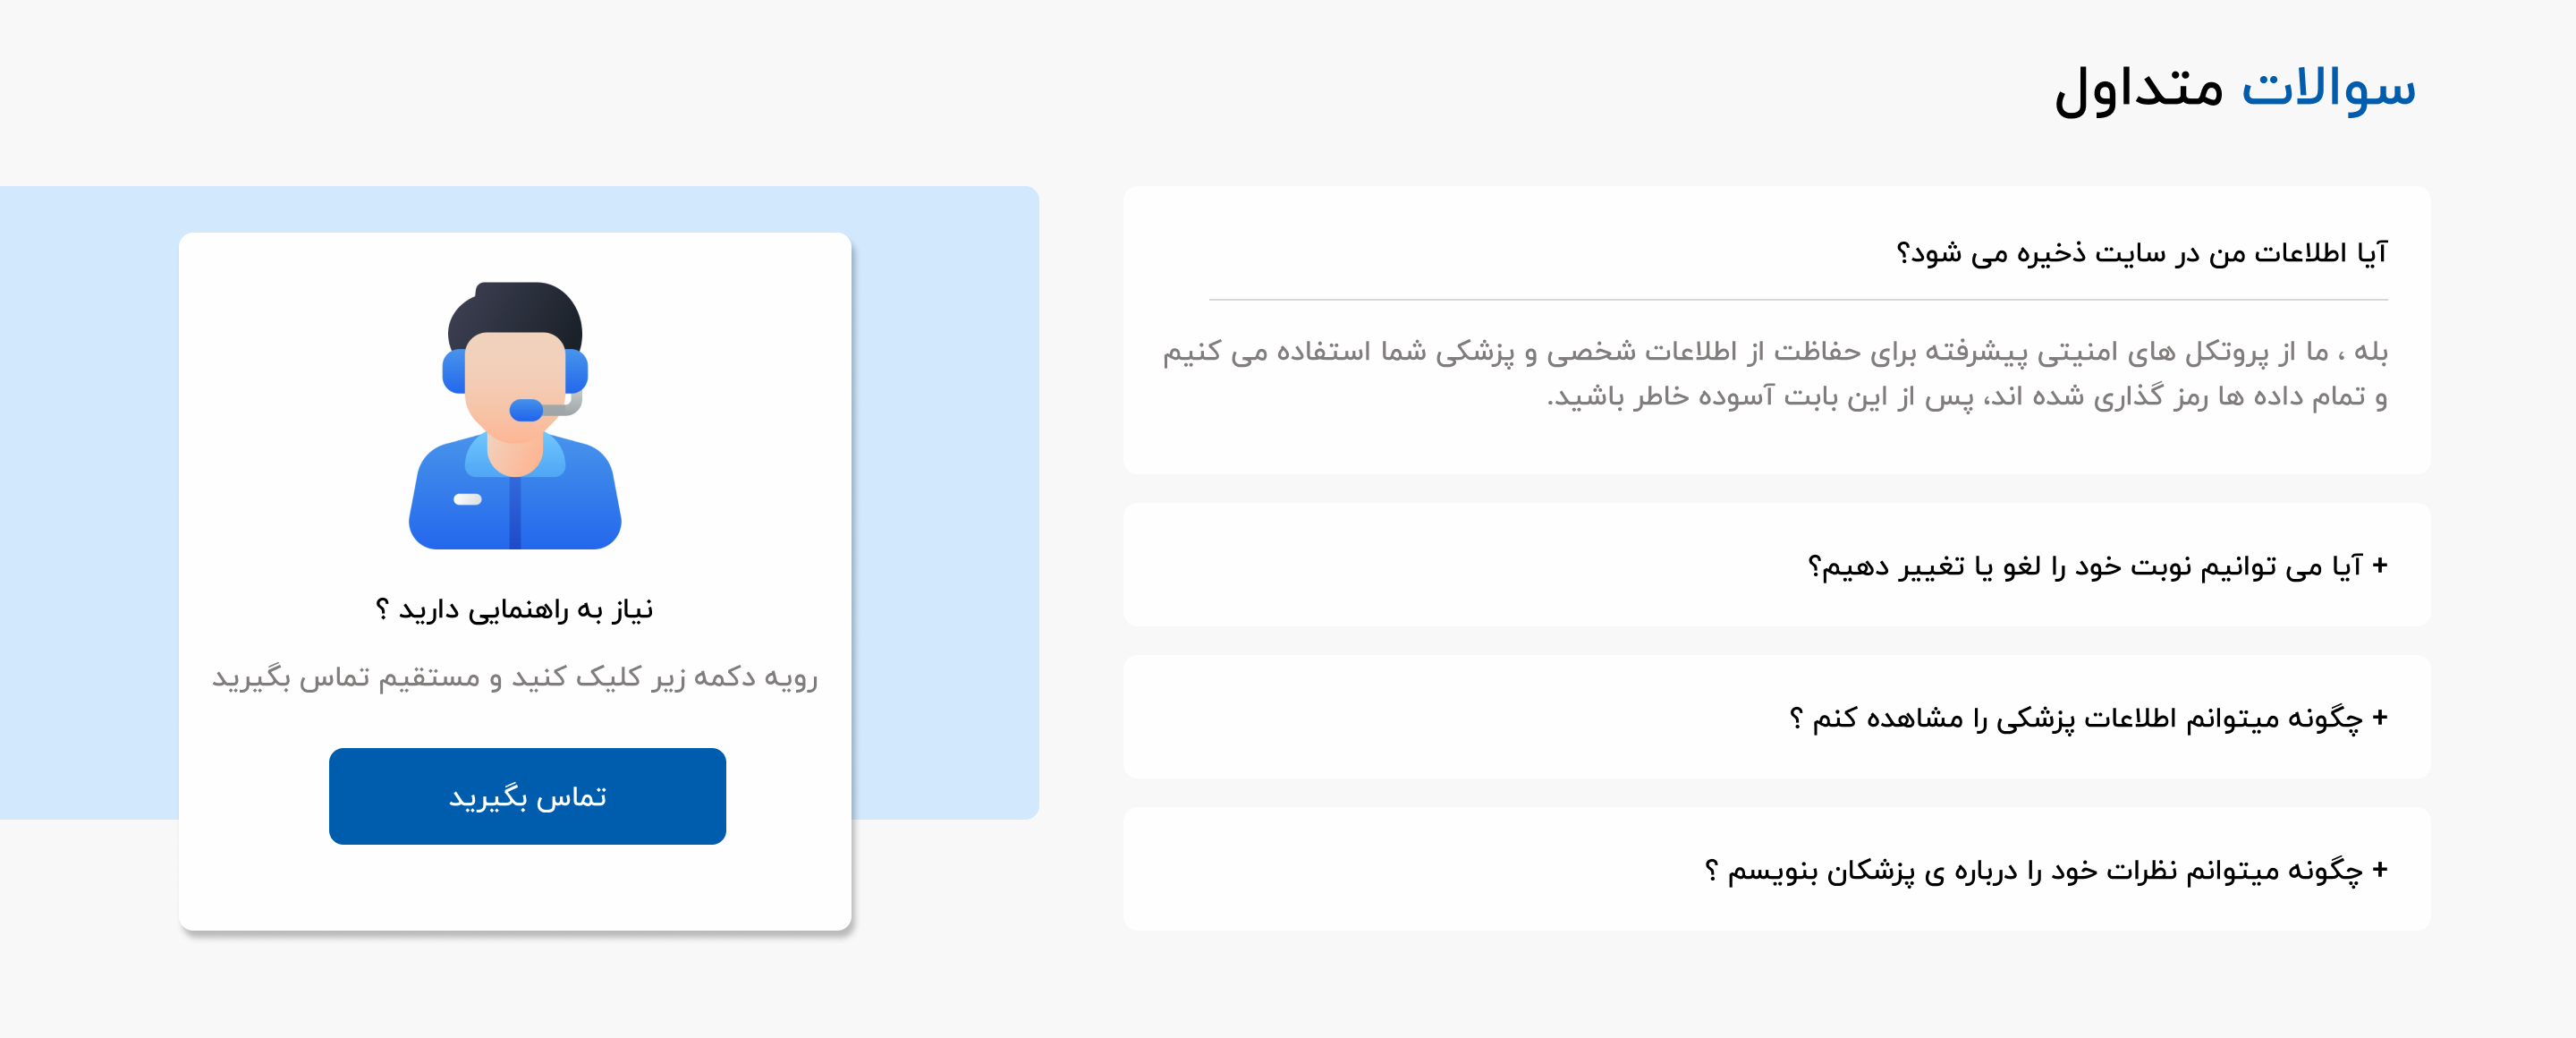 سوالات متداول
آیا اطلاعات من در سایت ذخیره می شود؟
بله ، ما از پروتکل های امنیتی پیشرفته برای حفاظت از اطلاعات شخصی و پزشکی شما استفاده می کنیم
و تمام داده ها رمز گذاری شده اند، پس از این بابت آسوده خاطر باشید.
+ آیا می توانیم نوبت خود را لغو یا تغییر دهیم؟
+ چگونه میتوانم اطلاعات پزشکی را مشاهده کنم ؟
+ چگونه میتوانم نظرات خود را درباره ی پزشکان بنویسم ؟
نیاز به راهنمایی دارید ؟
رویه دکمه زیر کلیک کنید و مستقیم تماس بگیرید
تماس بگیرید